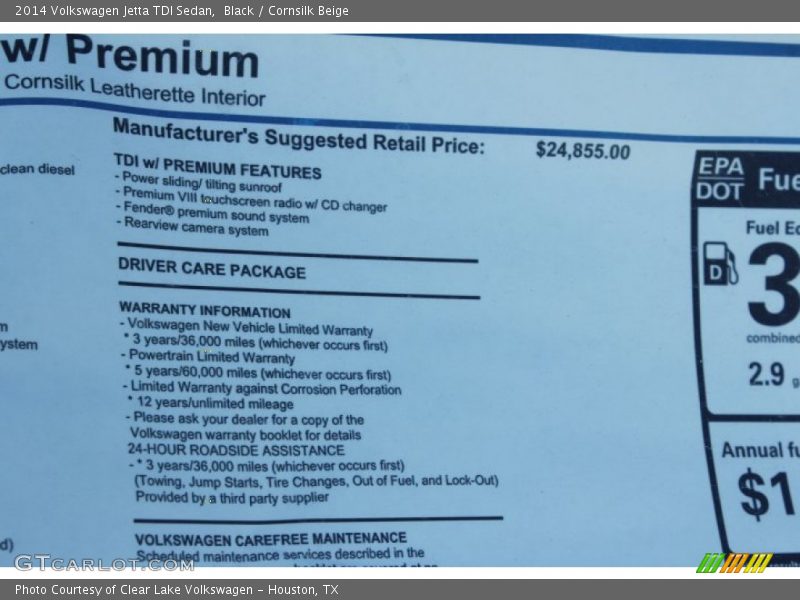 2014 Volkswagen Jetta TDI Sedan, Black / Cornsilk Beige
w/ Premium
Cornsilk Leatherette Interior
Manufacturer's Suggested Retail Price: $24,855.00
clean diesel
TDI w/ PREMIUM FEATURES
- Power sliding/ tilting sunroof
- Premium VIII touchscreen radio w/ CD changer
- Fender® premium sound system
- Rearview camera system
DRIVER CARE PACKAGE
WARRANTY INFORMATION
- Volkswagen New Vehicle Limited Warranty
* 3 years/36,000 miles (whichever occurs first)
- Powertrain Limited Warranty
* 5 years/60,000 miles (whichever occurs first)
- Limited Warranty against Corrosion Perforation
* 12 years/unlimited mileage
- Please ask your dealer for a copy of the
Volkswagen warranty booklet for details
24-HOUR ROADSIDE ASSISTANCE
- * 3 years/36,000 miles (whichever occurs first)
(Towing, Jump Starts, Tire Changes, Out of Fuel, and Lock-Out)
Provided by a third party supplier
VOLKSWAGEN CAREFREE MAINTENANCE
Scheduled maintenance services described in the
m
ystem
d)
EPA
DOT
Fue
Fuel Ec
D
3
combined
2.9 g
Annual fu
$1
GTcarlot.com
Photo Courtesy of Clear Lake Volkswagen – Houston, TX